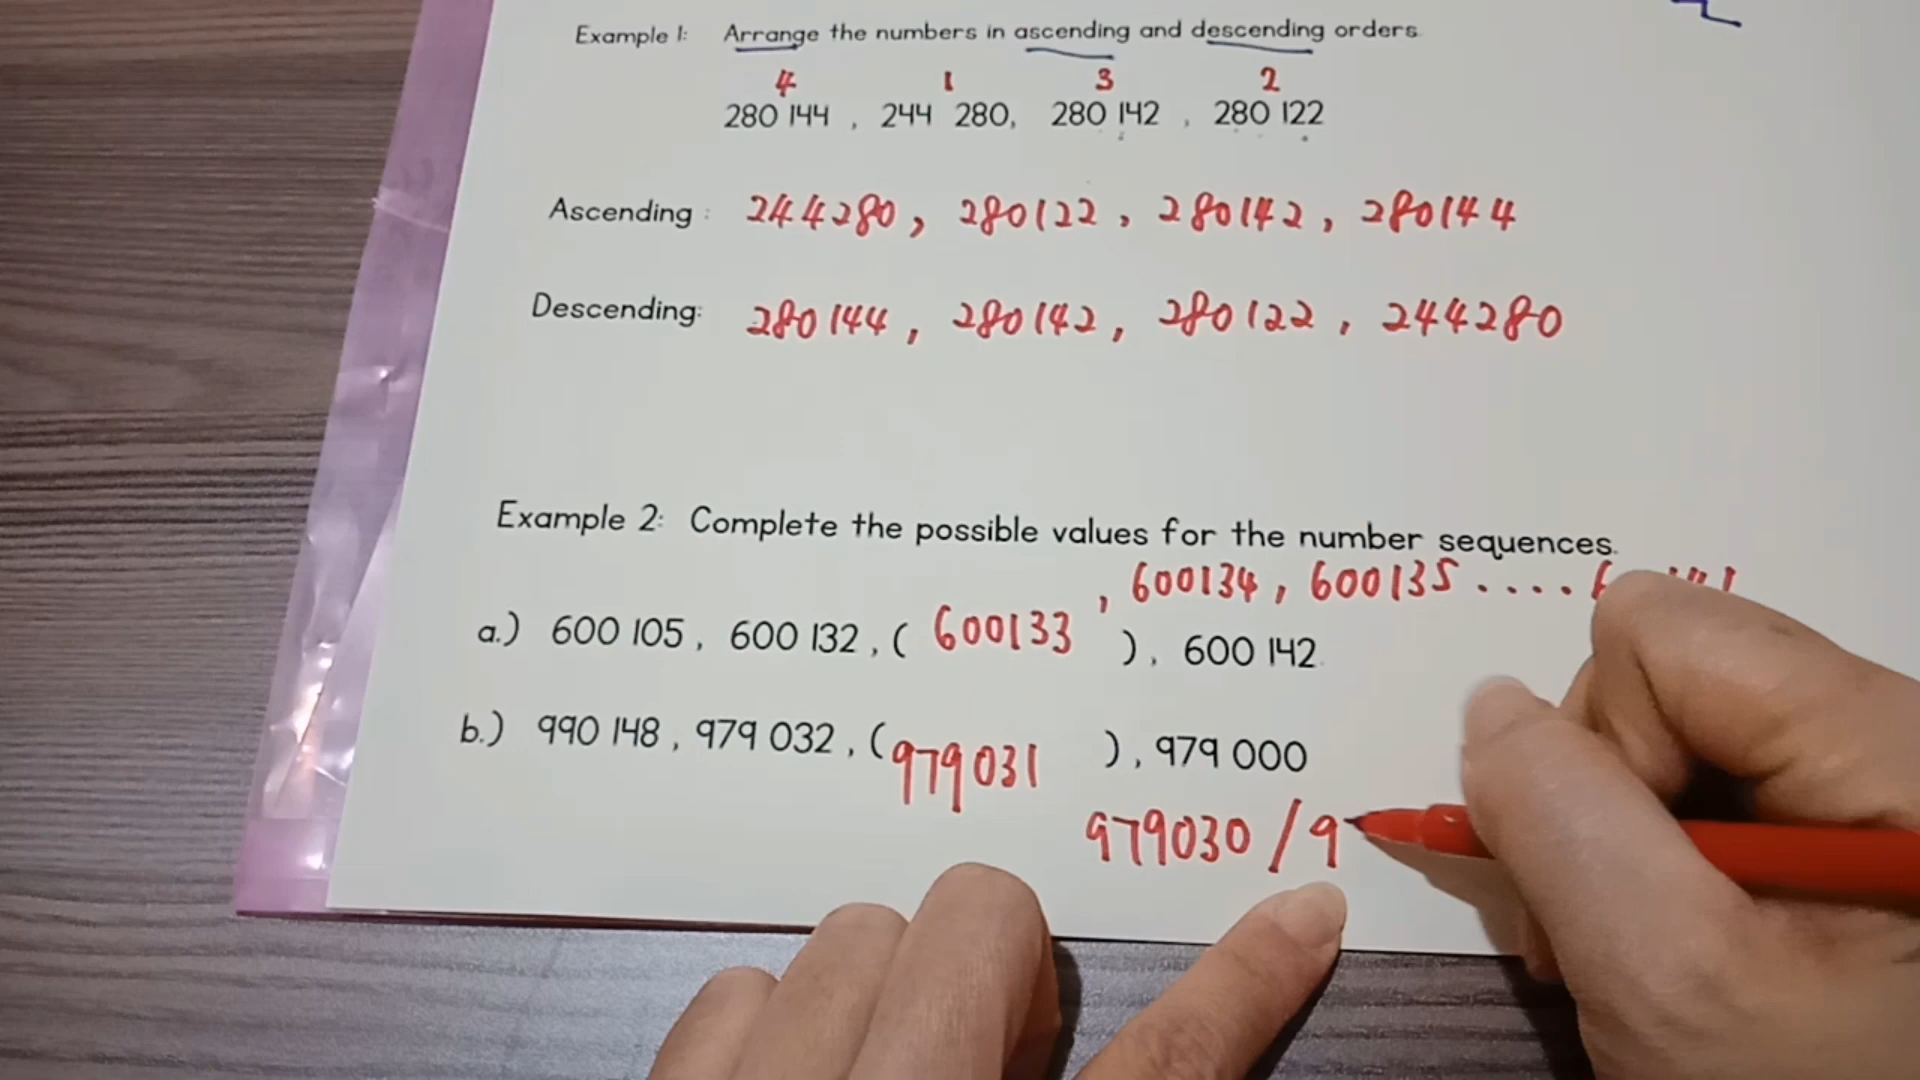 Example 1: Arrange the numbers in ascending and descending orders.
4 1 3 2
280 144 , 244 280, 280 142 , 280 122
Ascending : 244280, 280122, 280142, 280144
Descending: 280144, 280142, 280122, 244280
Example 2: Complete the possible values for the number sequences.
, 600134, 600135 ....
a.) 600 105, 600 132, ( 600133 ), 600 142
b.) 990 148, 979 032, ( 979031 ), 979 000
979030 / 9